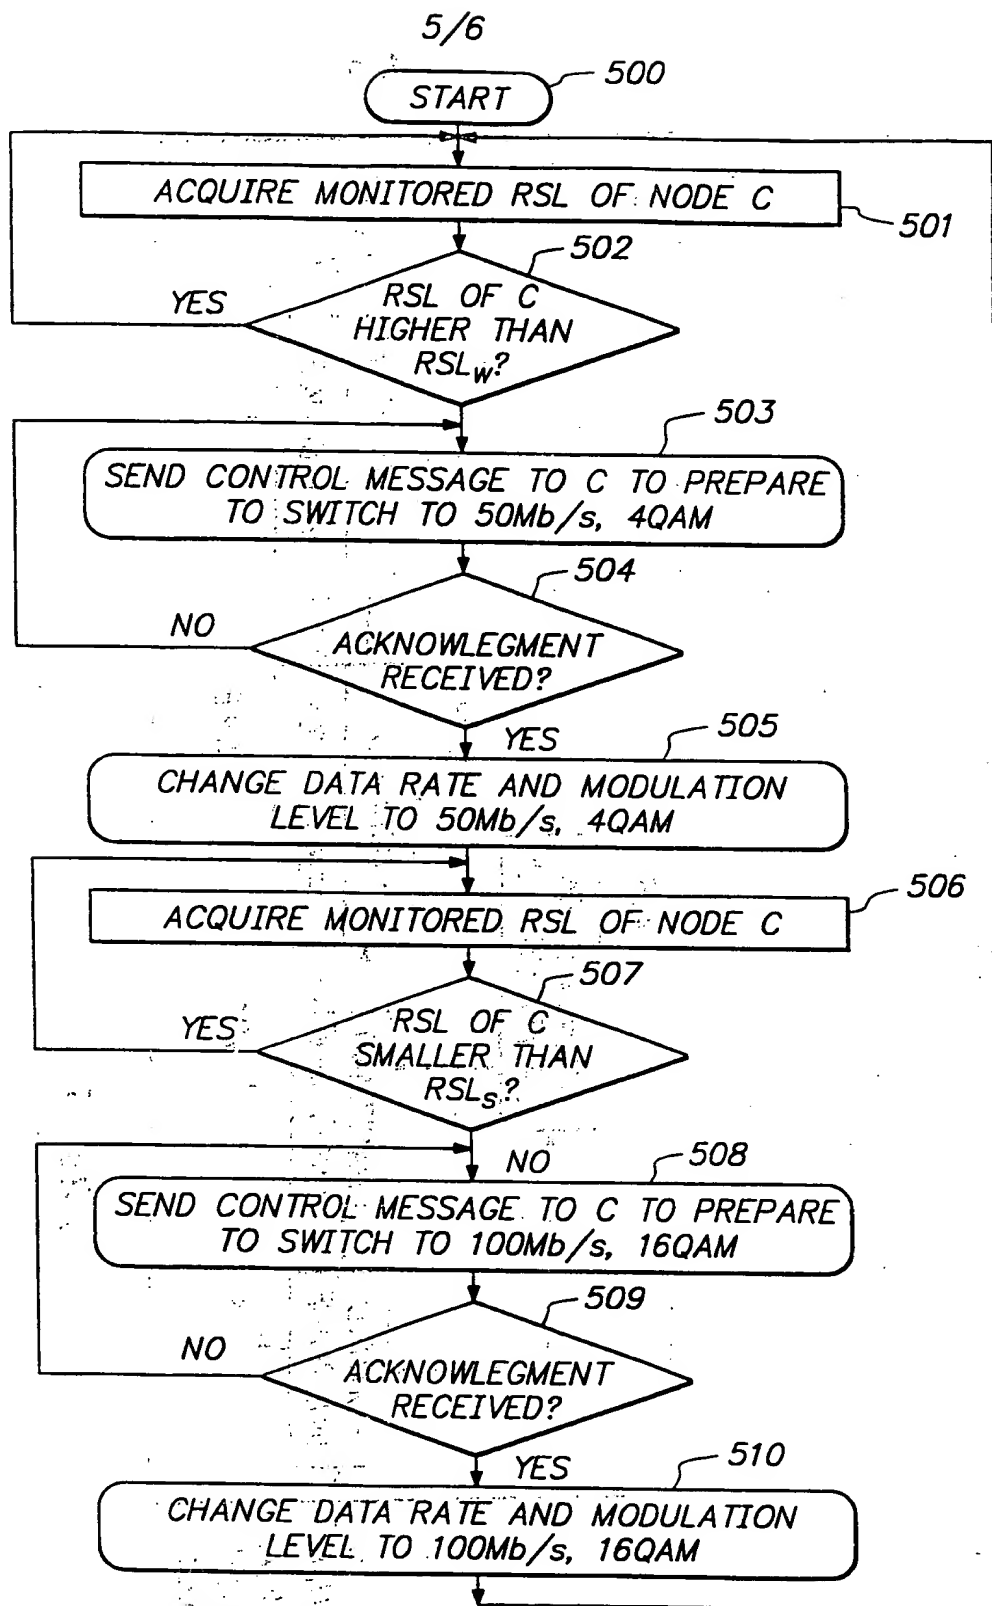 5/6
500
START
ACQUIRE MONITORED RSL OF NODE C
501
502
YES
RSL OF C
HIGHER THAN
RSLW?
503
SEND CONTROL MESSAGE TO C TO PREPARE
TO SWITCH TO 50Mb/s, 4QAM
504
NO
ACKNOWLEGMENT
RECEIVED?
YES
505
CHANGE DATA RATE AND MODULATION
LEVEL TO 50Mb/s, 4QAM
506
ACQUIRE MONITORED RSL OF NODE C
507
YES
RSL OF C
SMALLER THAN
RSLS?
NO
508
SEND CONTROL MESSAGE TO C TO PREPARE
TO SWITCH TO 100Mb/s, 16QAM
509
NO
ACKNOWLEGMENT
RECEIVED?
YES
510
CHANGE DATA RATE AND MODULATION
LEVEL TO 100Mb/s, 16QAM